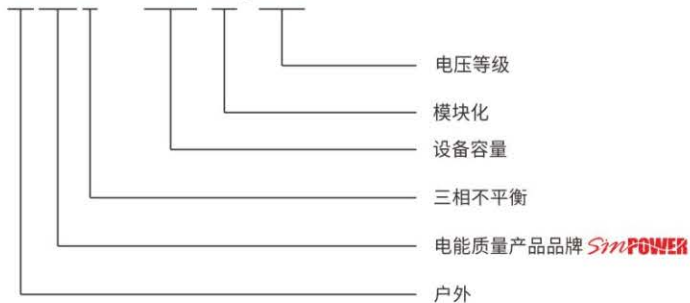 电压等级
模块化
设备容量
三相不平衡
电能质量产品品牌 SinPOWER
户外